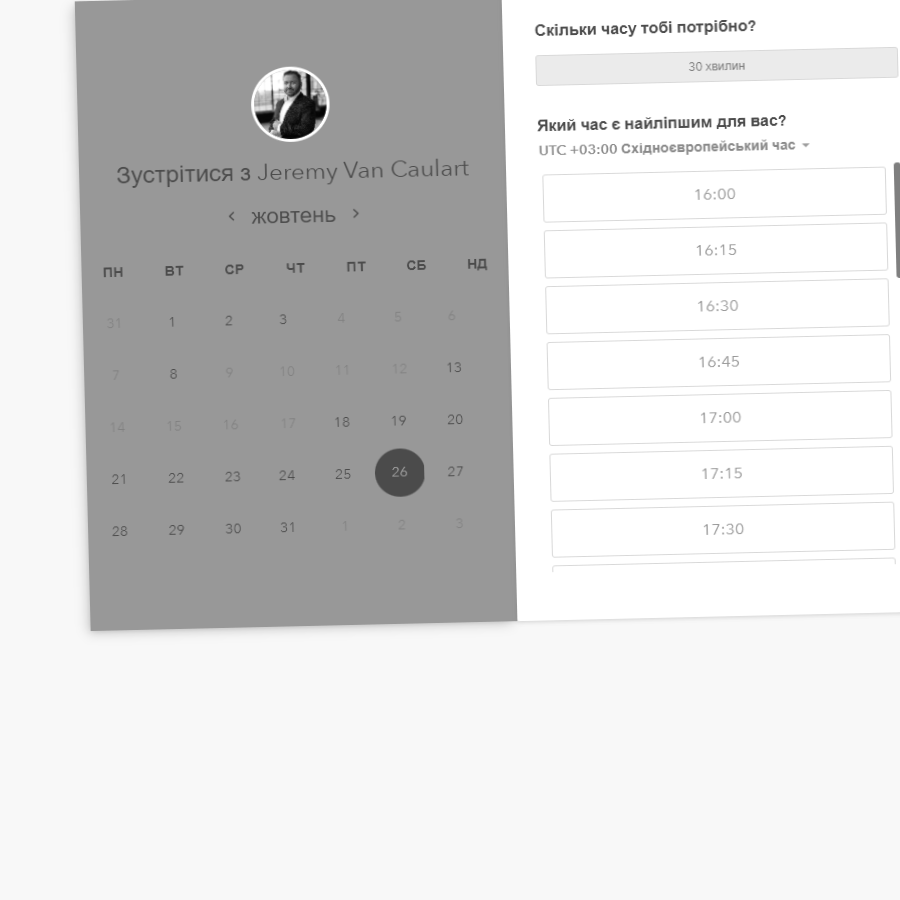 Зустрітися з Jeremy Van Caulart
жовтень
ПН ВТ СР ЧТ ПТ СБ НД
31 1 2 3 4 5 6
7 8 9 10 11 12 13
14 15 16 17 18 19 20
21 22 23 24 25 26 27
28 29 30 31 1 2 3
Скільки часу тобі потрібно?
30 хвилин
Який час є найліпшим для вас?
UTC +03:00 Східноєвропейський час
16:00
16:15
16:30
16:45
17:00
17:15
17:30